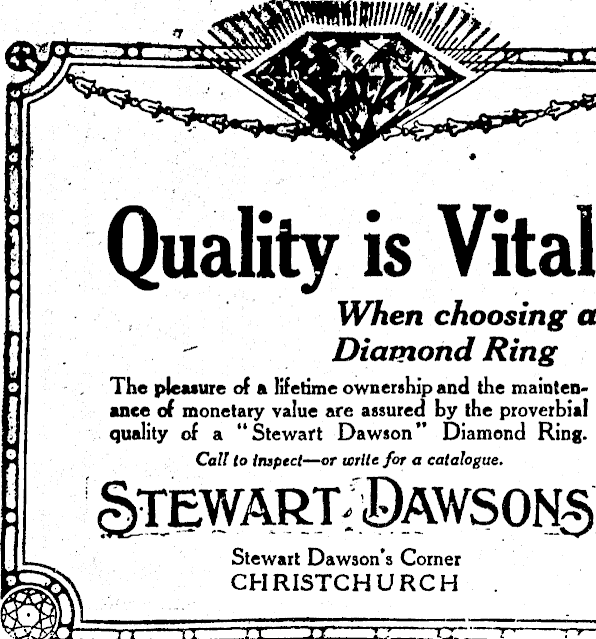 Quality is Vital
When choosing a
Diamond Ring
The pleasure of a lifetime ownership and the mainten-
ance of monetary value are assured by the proverbial
quality of a "Stewart Dawson" Diamond Ring.
Call to inspect—or write for a catalogue.
STEWART DAWSONS
Stewart Dawson's Corner
CHRISTCHURCH